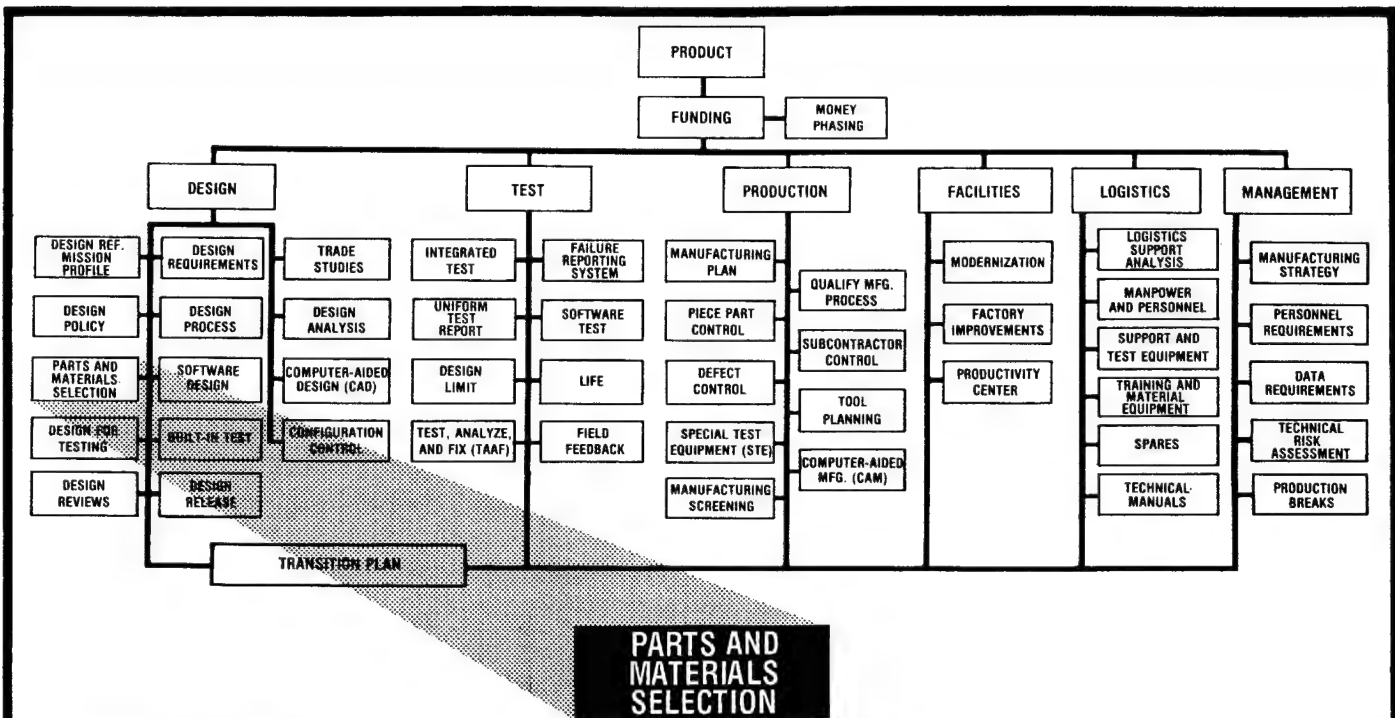 PRODUCT
FUNDING
MONEY
PHASING
DESIGN
TEST
PRODUCTION
FACILITIES
LOGISTICS
MANAGEMENT
DESIGN REF.
MISSION
PROFILE
DESIGN
REQUIREMENTS
TRADE
STUDIES
DESIGN
POLICY
DESIGN
PROCESS
DESIGN
ANALYSIS
PARTS AND
MATERIALS
SELECTION
SOFTWARE
DESIGN
COMPUTER-AIDED
DESIGN (CAD)
DESIGN FOR
TESTING
BUILT-IN TEST
CONFIGURATION
CONTROL
DESIGN
REVIEWS
DESIGN
RELEASE
INTEGRATED
TEST
FAILURE
REPORTING
SYSTEM
UNIFORM
TEST
REPORT
SOFTWARE
TEST
DESIGN
LIMIT
LIFE
TEST, ANALYZE,
AND FIX (TAAF)
FIELD
FEEDBACK
MANUFACTURING
PLAN
QUALIFY MFG.
PROCESS
PIECE PART
CONTROL
SUBCONTRACTOR
CONTROL
DEFECT
CONTROL
TOOL
PLANNING
SPECIAL TEST
EQUIPMENT (STE)
COMPUTER-AIDED
MFG. (CAM)
MANUFACTURING
SCREENING
MODERNIZATION
FACTORY
IMPROVEMENTS
PRODUCTIVITY
CENTER
LOGISTICS
SUPPORT
ANALYSIS
MANPOWER
AND PERSONNEL
SUPPORT AND
TEST EQUIPMENT
TRAINING AND
MATERIAL
EQUIPMENT
SPARES
TECHNICAL-
MANUALS
MANUFACTURING
STRATEGY
PERSONNEL
REQUIREMENTS
DATA
REQUIREMENTS
TECHNICAL
RISK
ASSESSMENT
PRODUCTION
BREAKS
TRANSITION PLAN
PARTS AND
MATERIALS
SELECTION